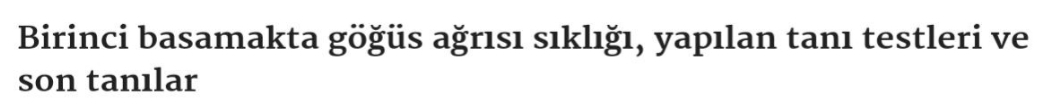 Birinci basamakta göğüs ağrısı sıklığı, yapılan tanı testleri ve
son tanılar